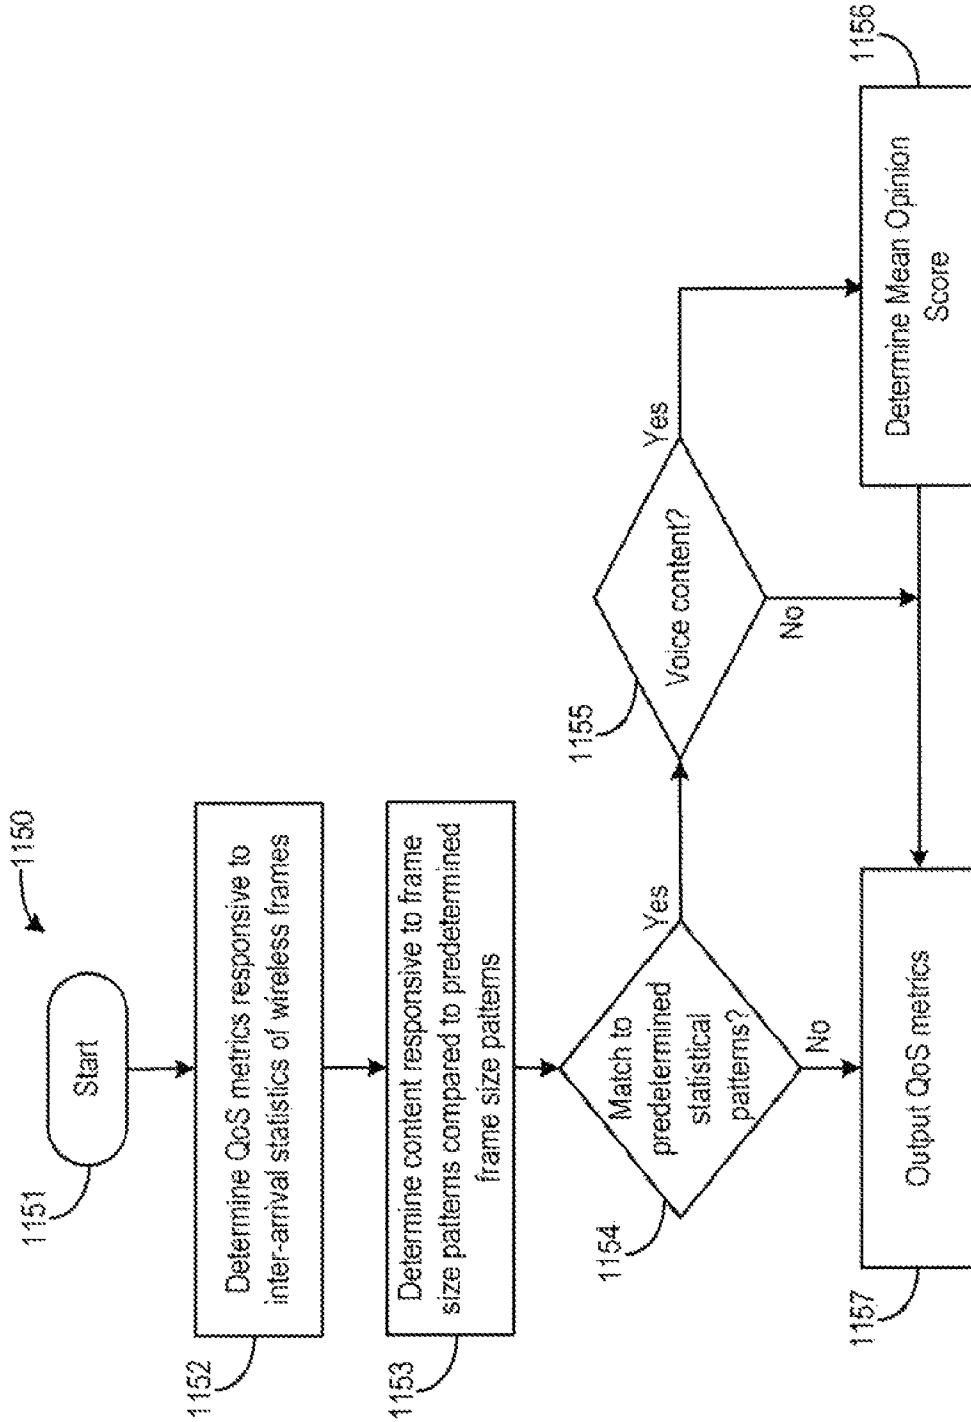 1150
Start
1151
Determine QoS metrics responsive to
inter-arrival statistics of wireless frames
1152
Determine content responsive to frame
size patterns compared to predetermined
frame size patterns
1153
Match to
predetermined
statistical
patterns?
1154
Yes
No
Voice content?
1155
Yes
No
Determine Mean Opinion
Score
1156
Output QoS metrics
1157